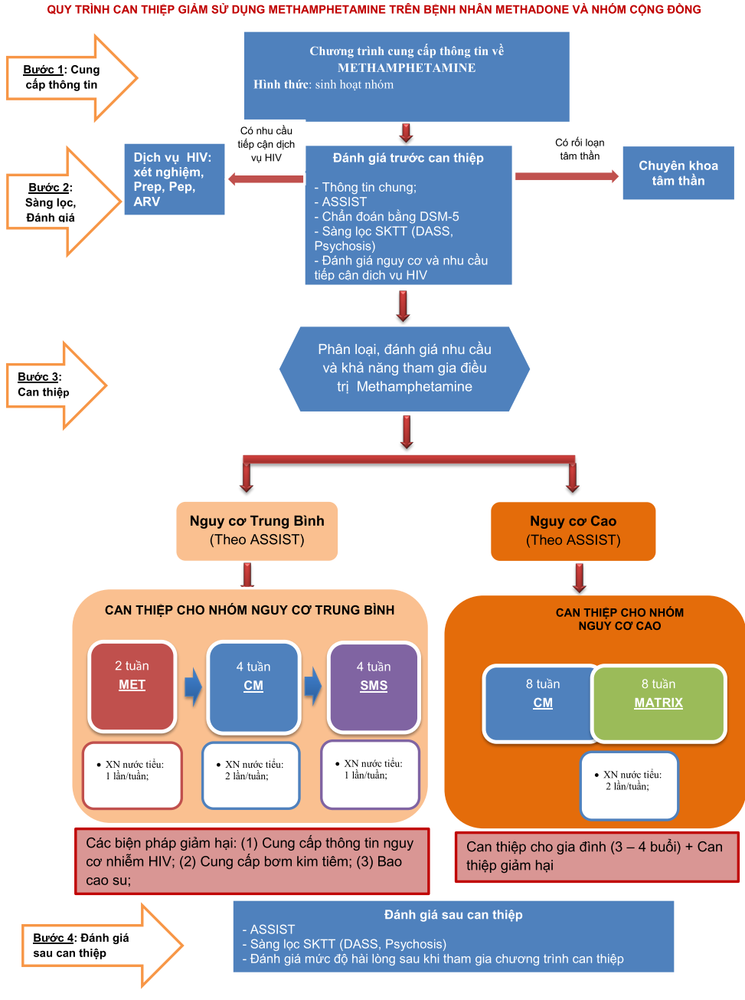 QUY TRÌNH CAN THIỆP GIẢM SỬ DỤNG METHAMPHETAMINE TRÊN BỆNH NHÂN METHADONE VÀ NHÓM CỘNG ĐỒNG
Bước 1: Cung
cấp thông tin
Chương trình cung cấp thông tin về
METHAMPHETAMINE
Hình thức: sinh hoạt nhóm
Bước 2:
Sàng lọc,
Đánh giá
Dịch vụ HIV:
xét nghiệm,
Prep, Pep,
ARV
Có nhu cầu
tiếp cận dịch
vụ HIV
Đánh giá trước can thiệp
- Thông tin chung;
- ASSIST
- Chẩn đoán bằng DSM-5
- Sàng lọc SKTT (DASS,
Psychosis)
- Đánh giá nguy cơ và nhu cầu
tiếp cận dịch vụ HIV
Có rối loạn
tâm thần
Chuyên khoa
tâm thần
Bước 3:
Can thiệp
Phân loại, đánh giá nhu cầu
và khả năng tham gia điều
trị Methamphetamine
Nguy cơ Trung Bình
(Theo ASSIST)
Nguy cơ Cao
(Theo ASSIST)
CAN THIỆP CHO NHÓM NGUY CƠ TRUNG BÌNH
2 tuần
MET
4 tuần
CM
4 tuần
SMS
• XN nước tiểu:
1 lần/tuần;
• XN nước tiểu:
2 lần/tuần;
• XN nước tiểu:
1 lần/tuần;
CAN THIỆP CHO NHÓM
NGUY CƠ CAO
8 tuần
CM
8 tuần
MATRIX
• XN nước tiểu:
2 lần/tuần;
Các biện pháp giảm hại: (1) Cung cấp thông tin nguy
cơ nhiễm HIV; (2) Cung cấp bơm kim tiêm; (3) Bao
cao su;
Can thiệp cho gia đình (3 – 4 buổi) + Can
thiệp giảm hại
Bước 4: Đánh giá
sau can thiệp
Đánh giá sau can thiệp
- ASSIST
- Sàng lọc SKTT (DASS, Psychosis)
- Đánh giá mức độ hài lòng sau khi tham gia chương trình can thiệp